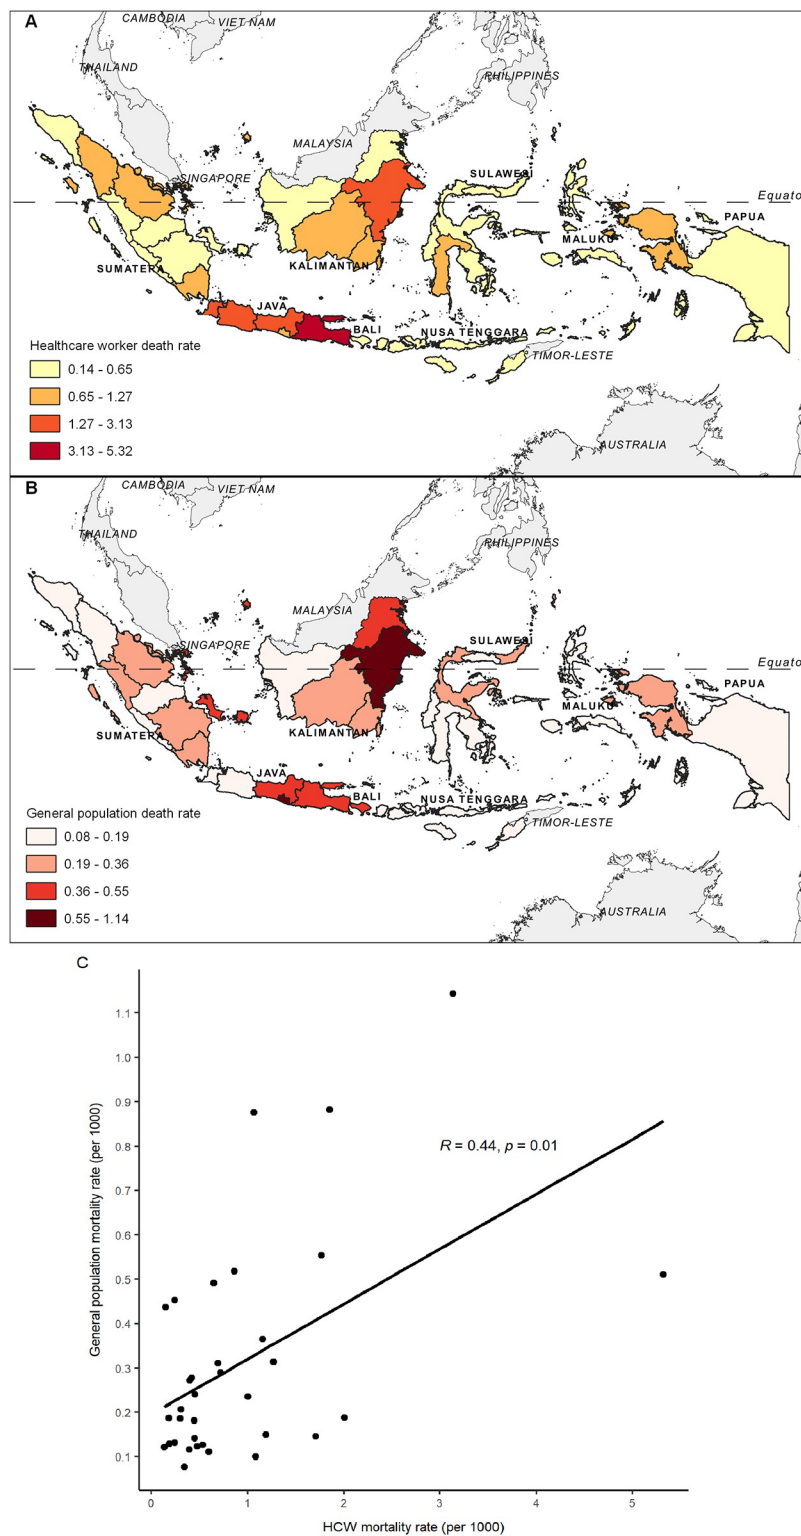 A
CAMBODIA
VIET NAM
THAILAND
PHILIPPINES
MALAYSIA
SINGAPORE
SULAWESI
Equato
PAPUA
MALUKU
SUMATERA
KALIMANTAN
JAVA
BALI
NUSA TENGGARA
TIMOR-LESTE
AUSTRALIA
Healthcare worker death rate
0.14 - 0.65
0.65 - 1.27
1.27 - 3.13
3.13 - 5.32
B
CAMBODIA
VIET NAM
THAILAND
PHILIPPINES
MALAYSIA
SINGAPORE
SULAWESI
Equato
PAPUA
MALUKU
SUMATERA
KALIMANTAN
JAVA
BALI
NUSA TENGGARA
TIMOR-LESTE
AUSTRALIA
General population death rate
0.08 - 0.19
0.19 - 0.36
0.36 - 0.55
0.55 - 1.14
C
General population mortality rate (per 1000)
1.1
1.0
0.9
0.8
0.7
0.6
0.5
0.4
0.3
0.2
0.1
R = 0.44, p = 0.01
0 1 2 3 4 5
HCW mortality rate (per 1000)